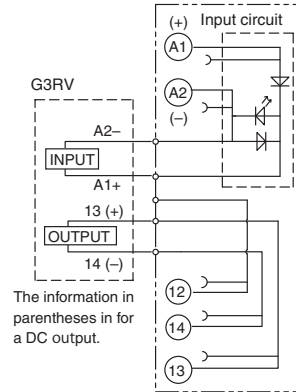 (+)
Input circuit
A1
G3RV
A2
(–)
A2–
INPUT
A1+
13 (+)
OUTPUT
14 (–)
The information in
parentheses in for
a DC output.
12
14
13